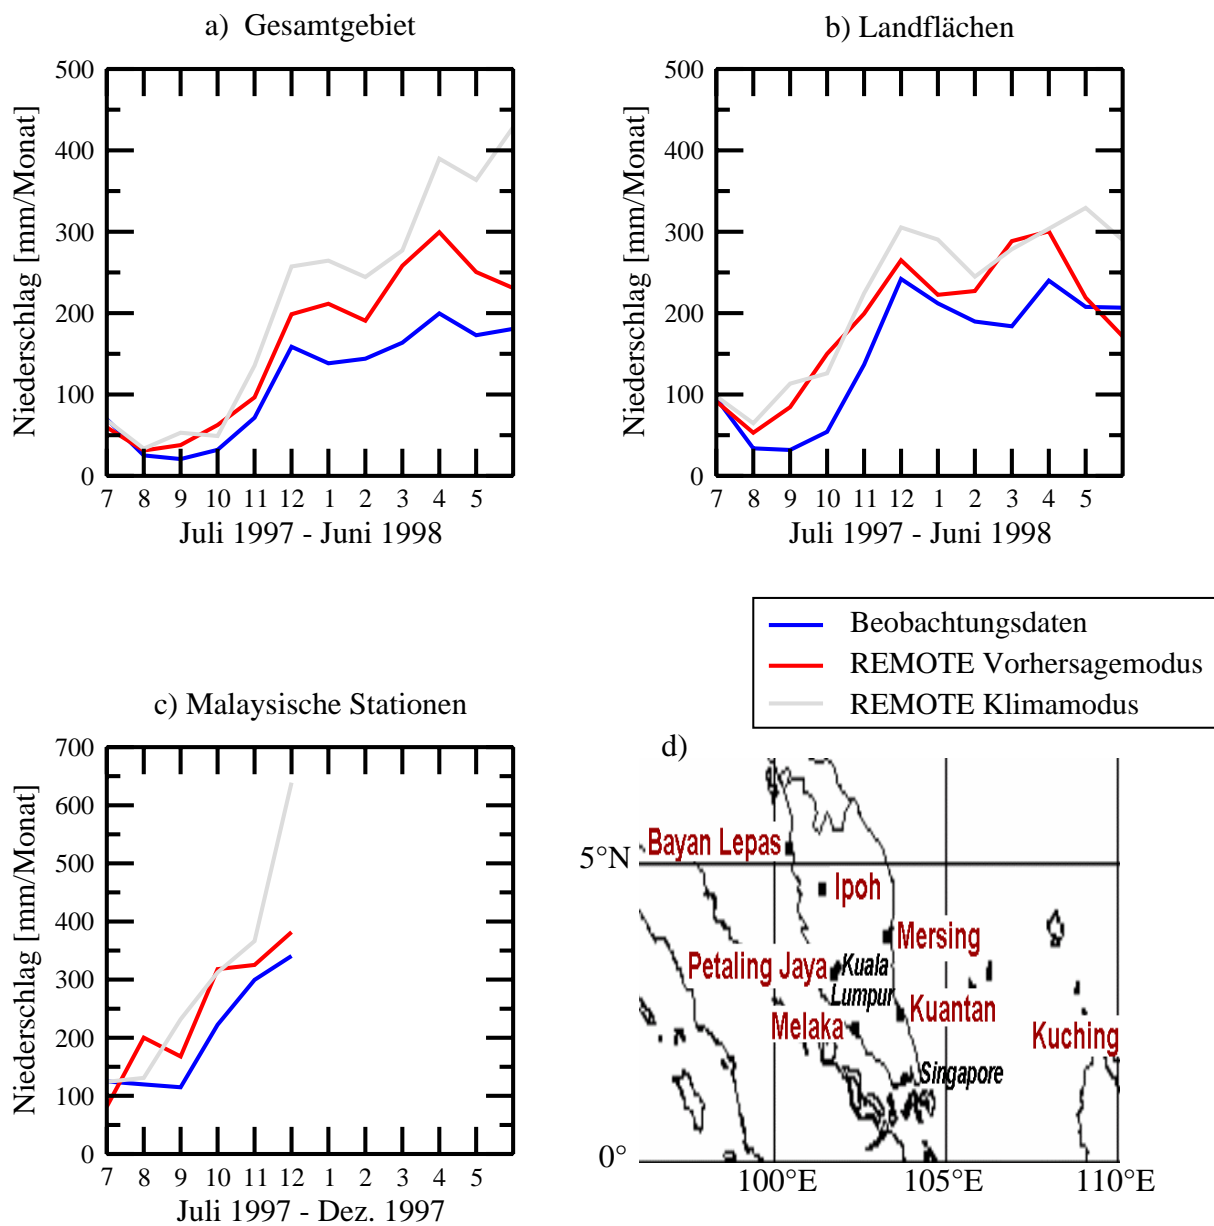 a) Gesamtgebiet
500
400
300
200
100
0
Niederschlag [mm/Monat]
7 8 9 10 11 12 1 2 3 4 5
Juli 1997 - Juni 1998
b) Landflächen
500
400
300
200
100
0
Niederschlag [mm/Monat]
7 8 9 10 11 12 1 2 3 4 5
Juli 1997 - Juni 1998
Beobachtungsdaten
REMOTE Vorhersagemodus
REMOTE Klimamodus
c) Malaysische Stationen
700
600
500
400
300
200
100
0
Niederschlag [mm/Monat]
7 8 9 10 11 12 1 2 3 4 5
Juli 1997 - Dez. 1997
d)
Bayan Lepas
5°N
Ipoh
Mersing
Petaling Jaya
Kuala
Lumpur
Kuantan
Melaka
Kuching
Singapore
0°
100°E 105°E 110°E